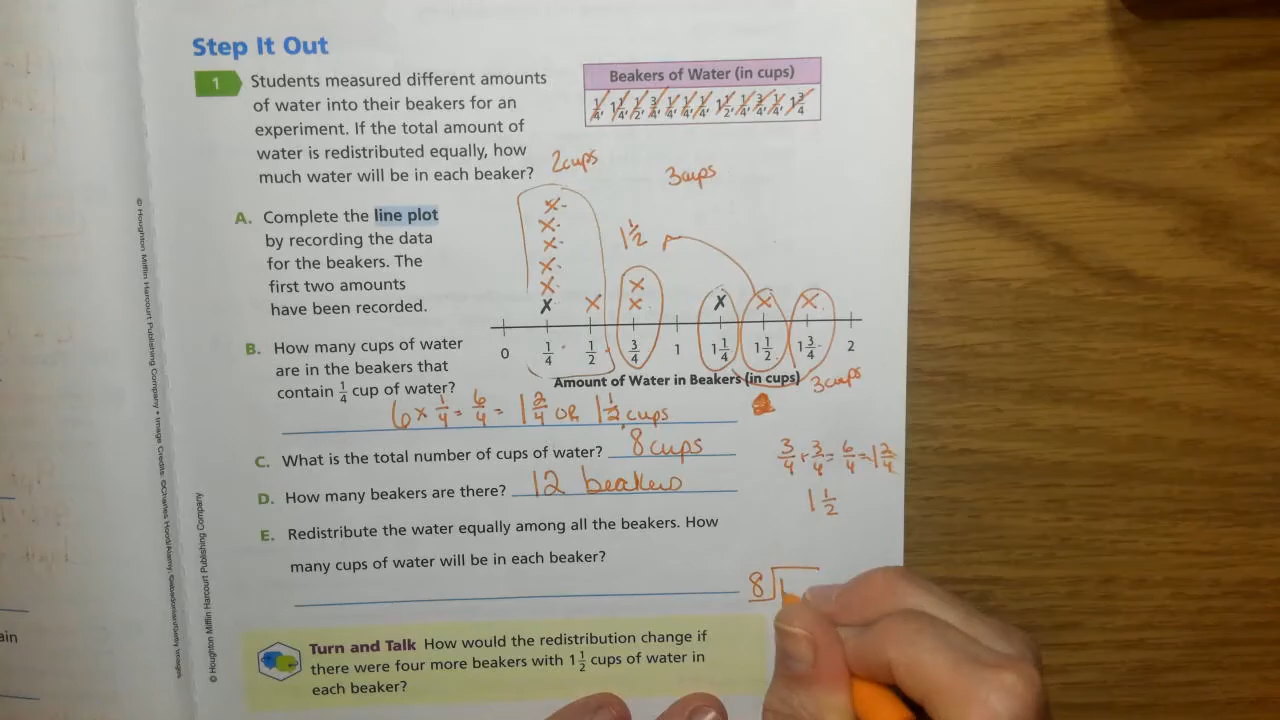 Step It Out
1 Students measured different amounts
of water into their beakers for an
experiment. If the total amount of
water is redistributed equally, how
much water will be in each beaker?
Beakers of Water (in cups)
1/4, 1 1/4, 1/2, 3/4, 1/4, 1/4, 1/4, 1 1/2, 1/4, 3/4, 1/4, 1 3/4
2cups
3cups
A. Complete the line plot
by recording the data
for the beakers. The
first two amounts
have been recorded.
1 1/2
0 1/4 1/2 3/4 1 1 1/4 1 1/2 1 3/4 2
Amount of Water in Beakers (in cups)
3cups
B. How many cups of water
are in the beakers that
contain 1/4 cup of water?
6 x 1/4 = 6/4 = 1 2/4 OR 1 1/2 cups
C. What is the total number of cups of water? 8 cups
3/4 + 3/4 = 6/4 = 1 2/4
1 1/2
D. How many beakers are there? 12 beakers
E. Redistribute the water equally among all the beakers. How
many cups of water will be in each beaker?
8
Turn and Talk How would the redistribution change if
there were four more beakers with 1 1/2 cups of water in
each beaker?
© Houghton Mifflin Harcourt Publishing Company • Image Credits: ©Charles Hood/Alamy;
© Houghton Mifflin Harcourt Publishing Company
ain